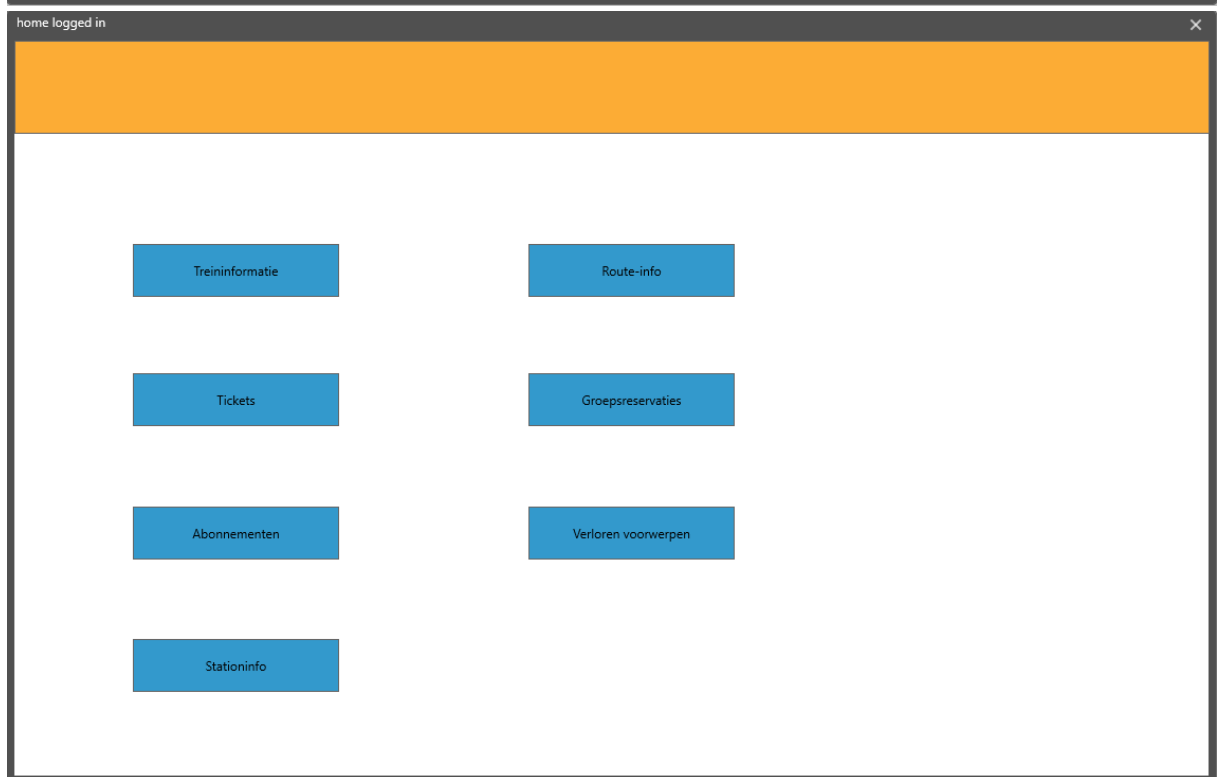 home logged in
Treininformatie
Route-info
Tickets
Groepsreservaties
Abonnementen
Verloren voorwerpen
Stationinfo